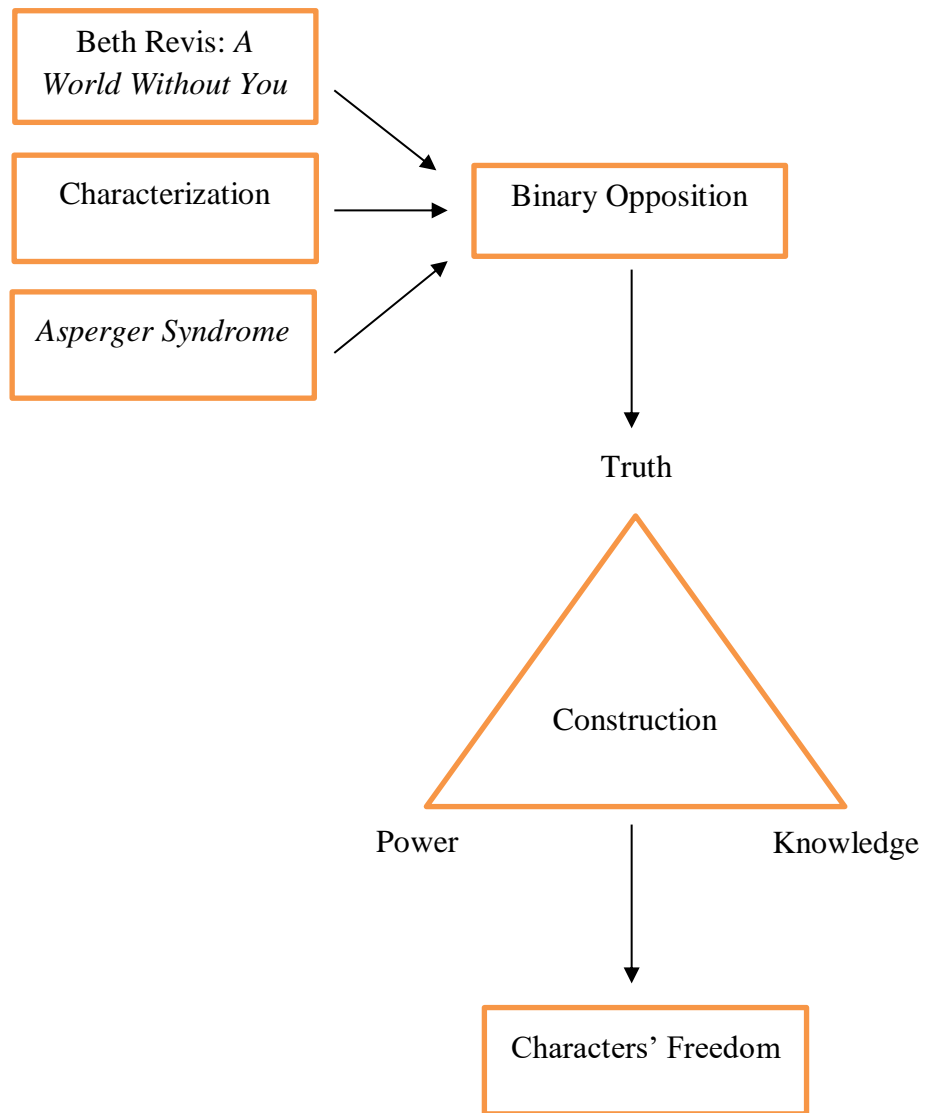 Beth Revis: A
World Without You
Characterization
Binary Opposition
Asperger Syndrome
Truth
Construction
Power
Knowledge
Characters’ Freedom